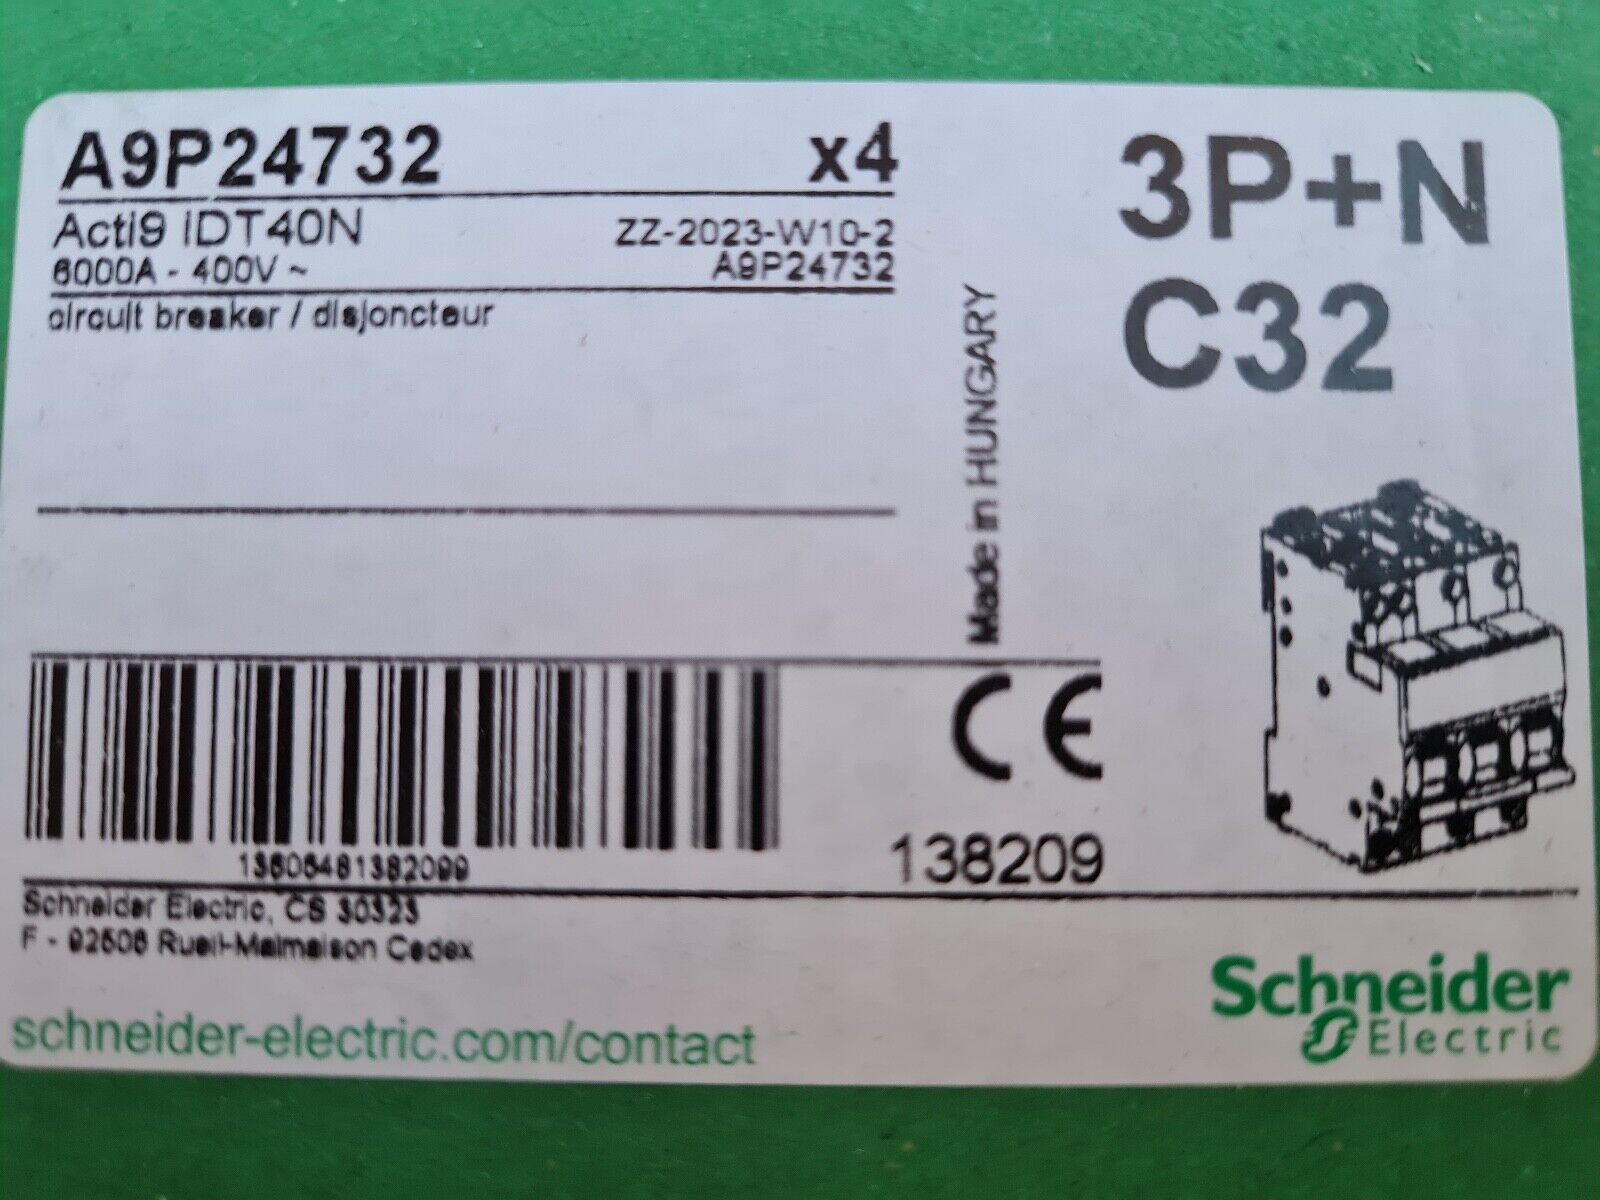 A9P24732 x4
Acti9 IDT40N ZZ-2023-W10-2
6000A - 400V ~ A9P24732
circuit breaker / disjoncteur
3P+N
C32
Made in HUNGARY
CE
13606481382099
138209
Schneider Electric, CS 30323
F - 92506 Rueil-Malmaison Cedex
schneider-electric.com/contact
Schneider
Electric